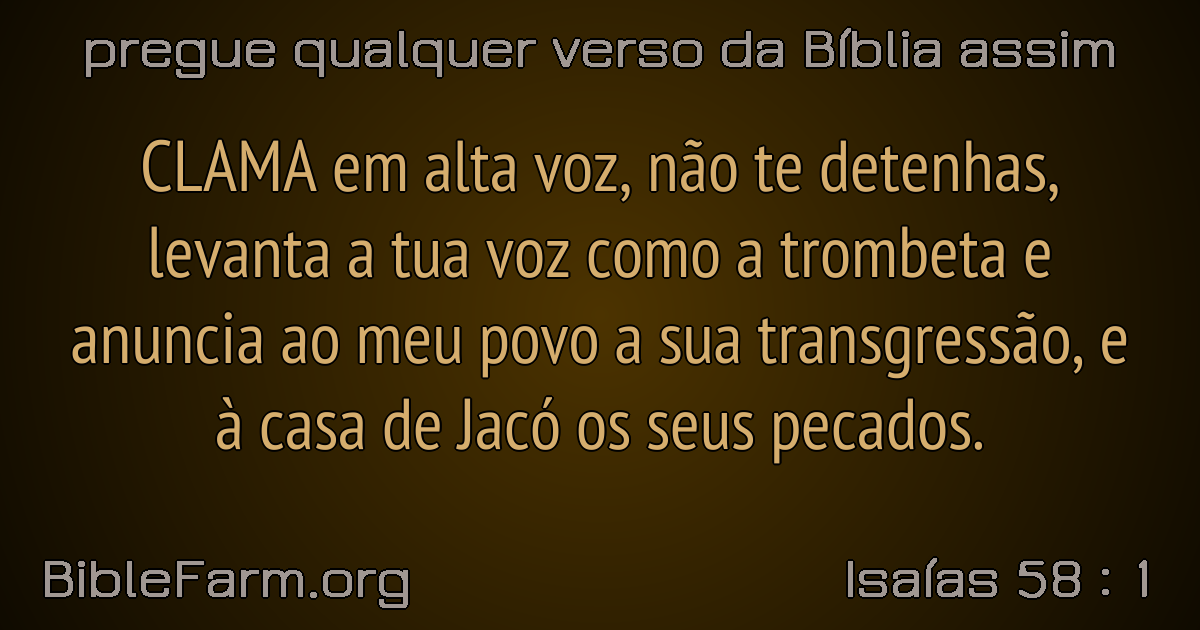 pregue qualquer verso da Bíblia assim
CLAMA em alta voz, não te detenhas,
levanta a tua voz como a trombeta e
anuncia ao meu povo a sua transgressão, e
à casa de Jacó os seus pecados.
BibleFarm.org
Isaías 58 : 1